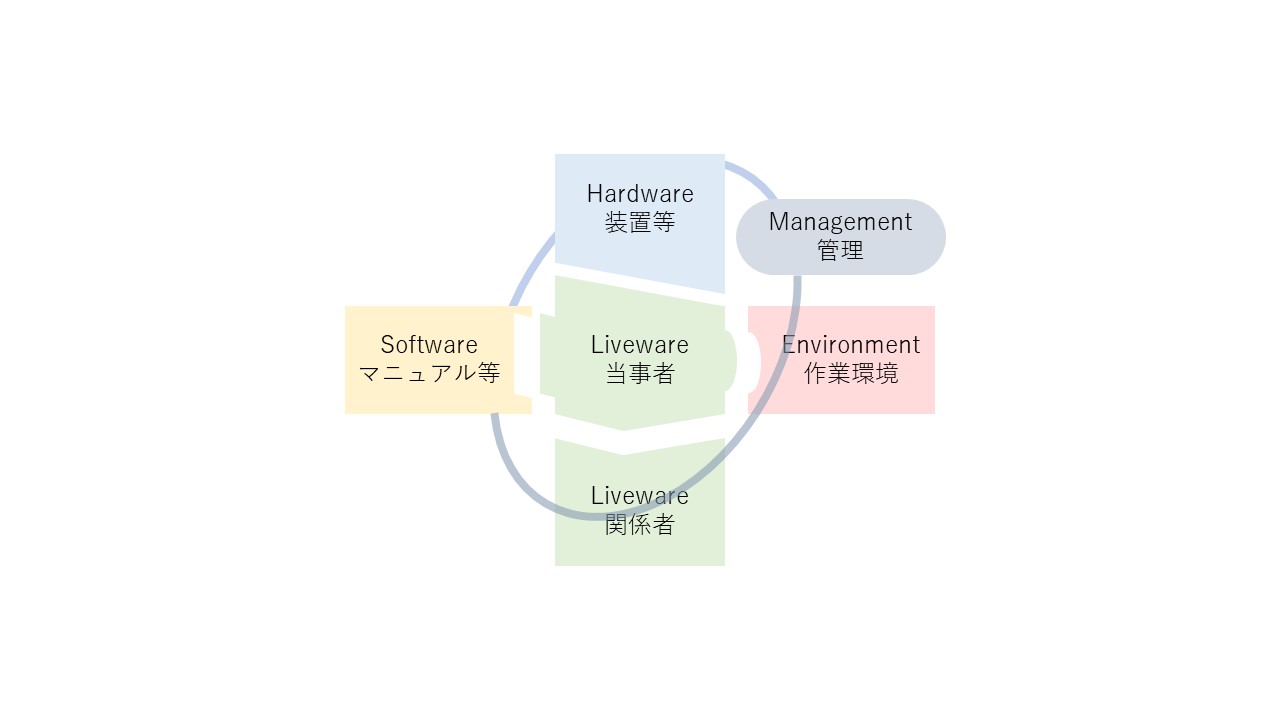 Hardware
装置等
Management
管理
Software
マニュアル等
Liveware
当事者
Environment
作業環境
Liveware
関係者